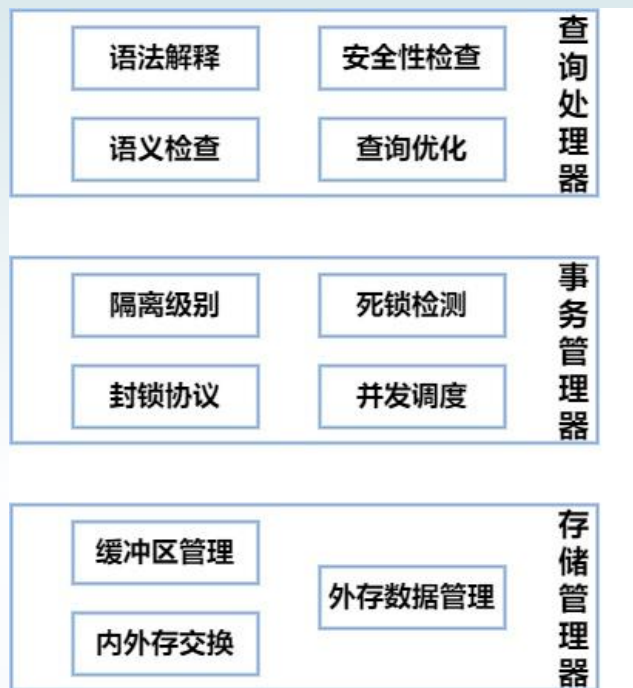 语法解释
安全性检查
语义检查
查询优化
查询处理器
隔离级别
死锁检测
封锁协议
并发调度
事务管理器
缓冲区管理
外存数据管理
内外存交换
存储管理器